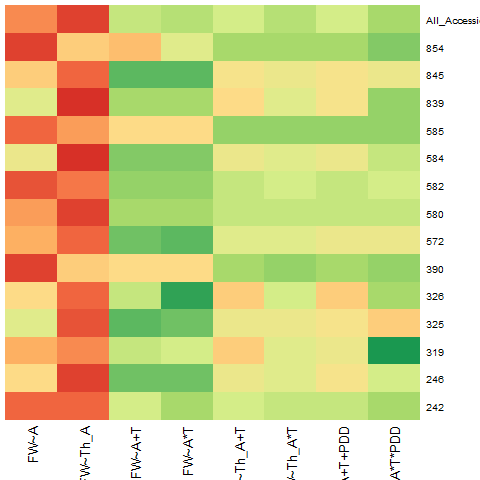 All_Accessi
854
845
839
585
584
582
580
572
390
326
325
319
246
242
FW~A
FW~Th_A
FW~A+T
FW~A*T
~Th_A+T
~Th_A*T
A+T+PDD
A*T*PDD